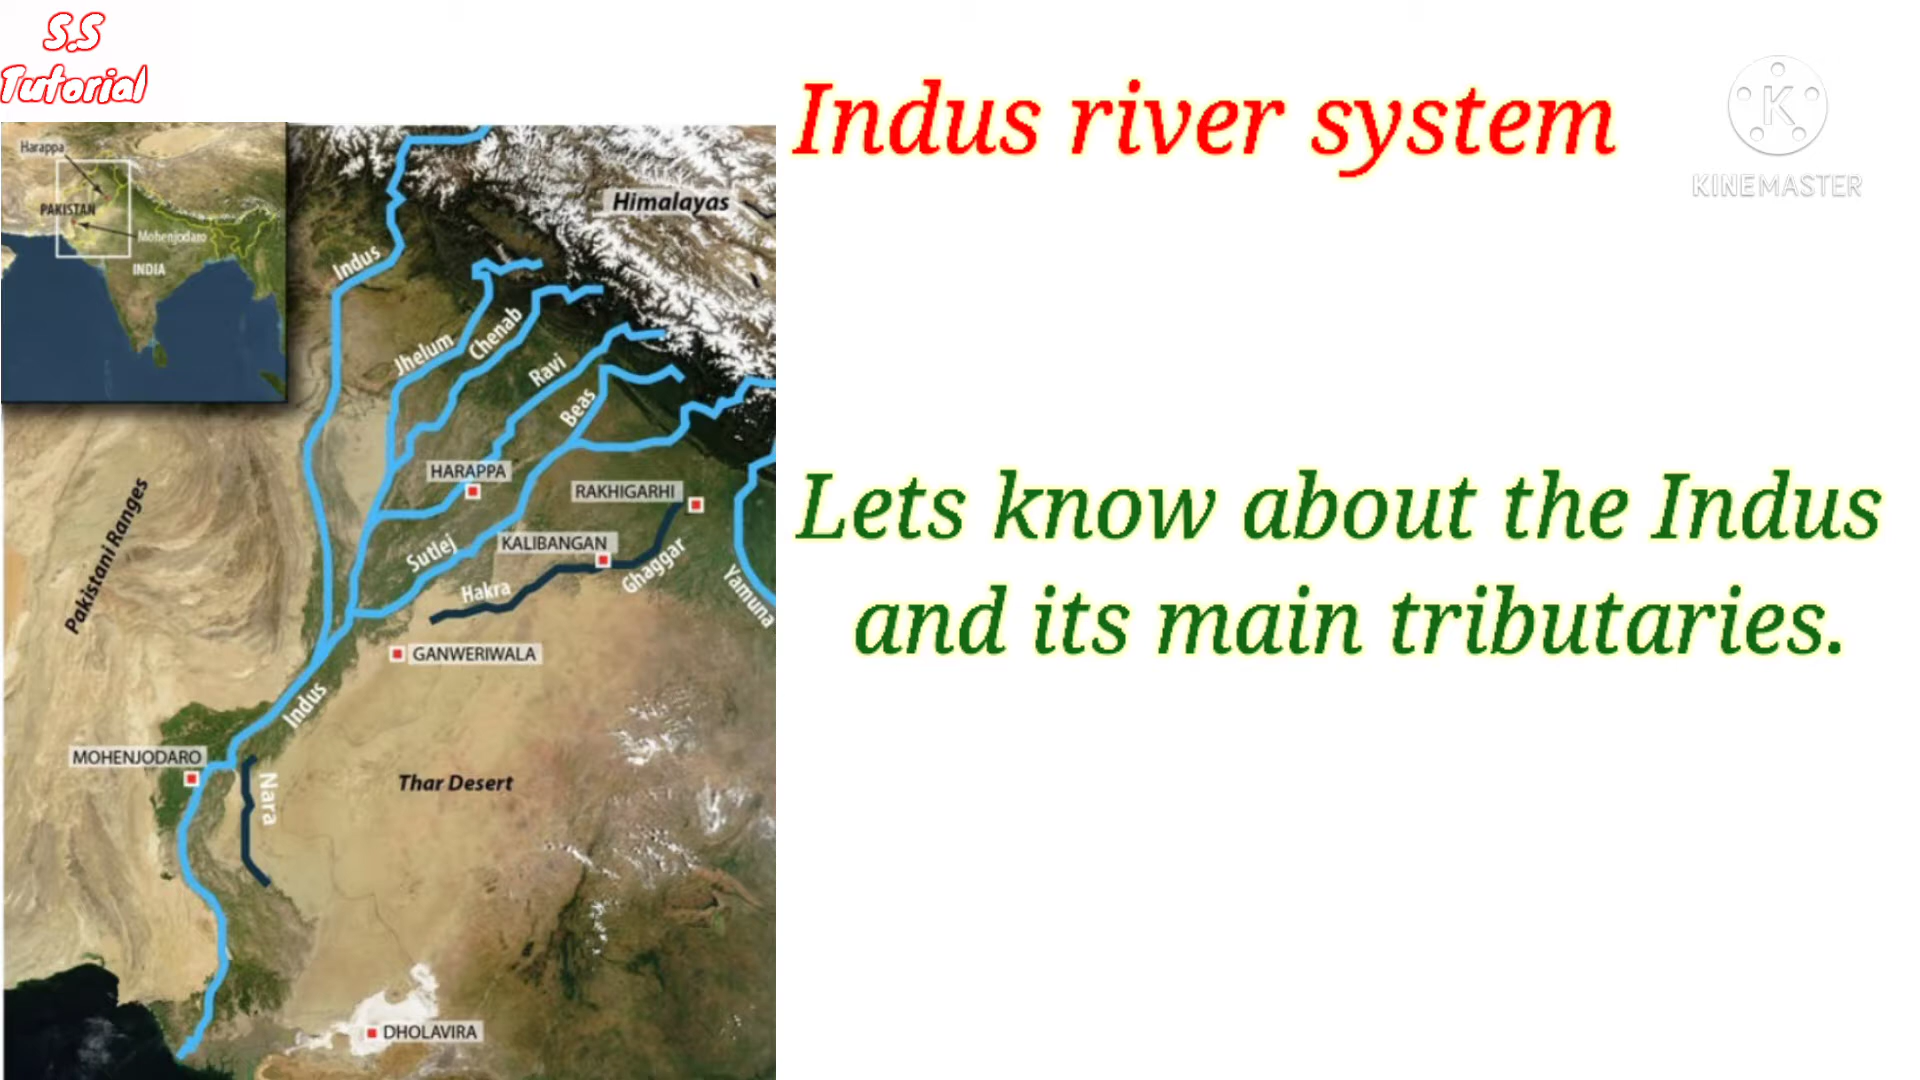 S.S
Tutorial
Indus river system
KINEMASTER
Lets know about the Indus
and its main tributaries.
Harappa
PAKISTAN
Mohenjodaro
INDIA
Himalayas
Indus
Jhelum
Chenab
Ravi
Beas
HARAPPA
RAKHIGARHI
Pakistani Ranges
Sutlej
KALIBANGAN
Hakra
Ghaggar
Yamuna
GANWERIWALA
Indus
MOHENJODARO
Nara
Thar Desert
DHOLAVIRA